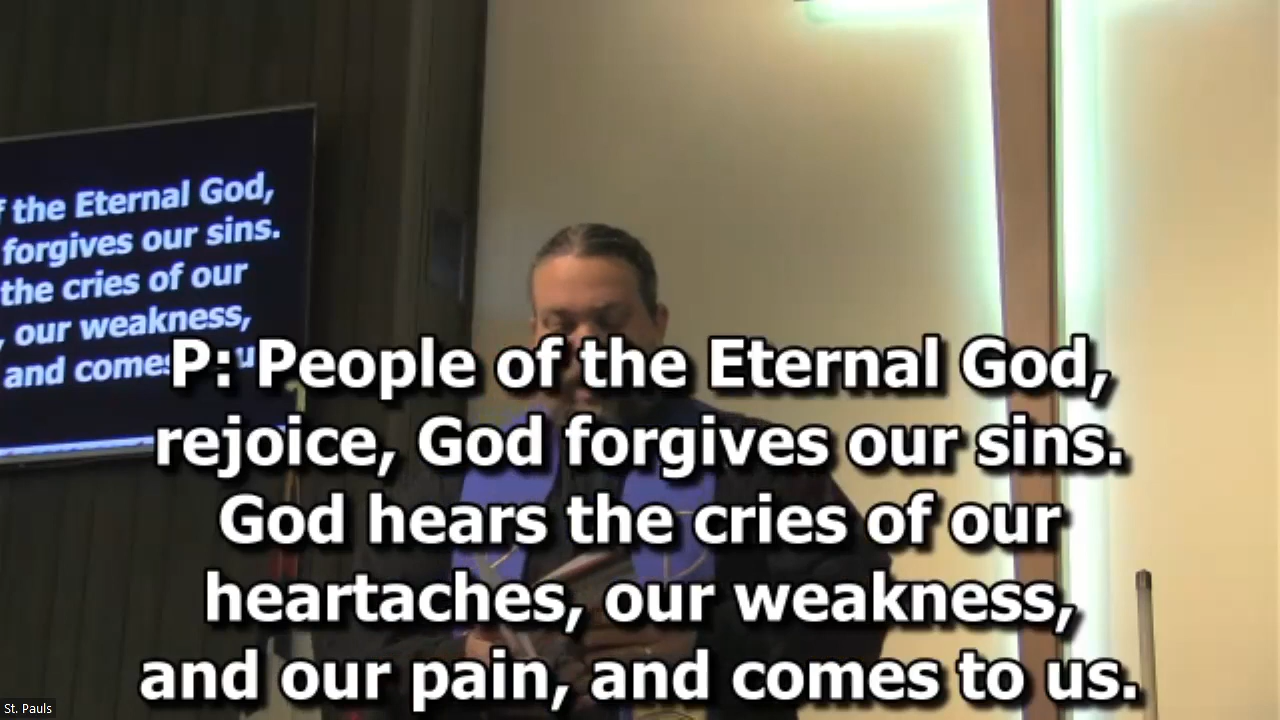 the Eternal God,
forgives our sins.
the cries of our
, our weakness,
and comes u
P: People of the Eternal God,
rejoice, God forgives our sins.
God hears the cries of our
heartaches, our weakness,
and our pain, and comes to us.
St. Pauls